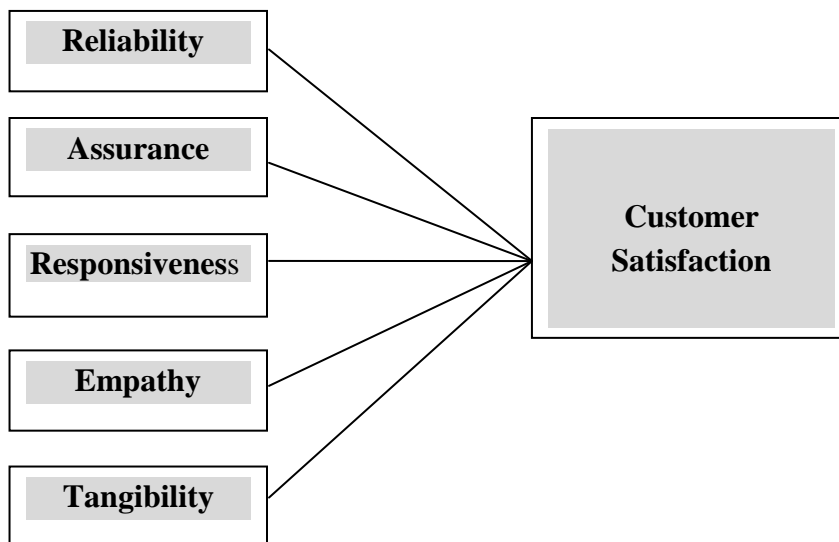 Reliability
Assurance
Responsiveness
Empathy
Tangibility
Customer
Satisfaction